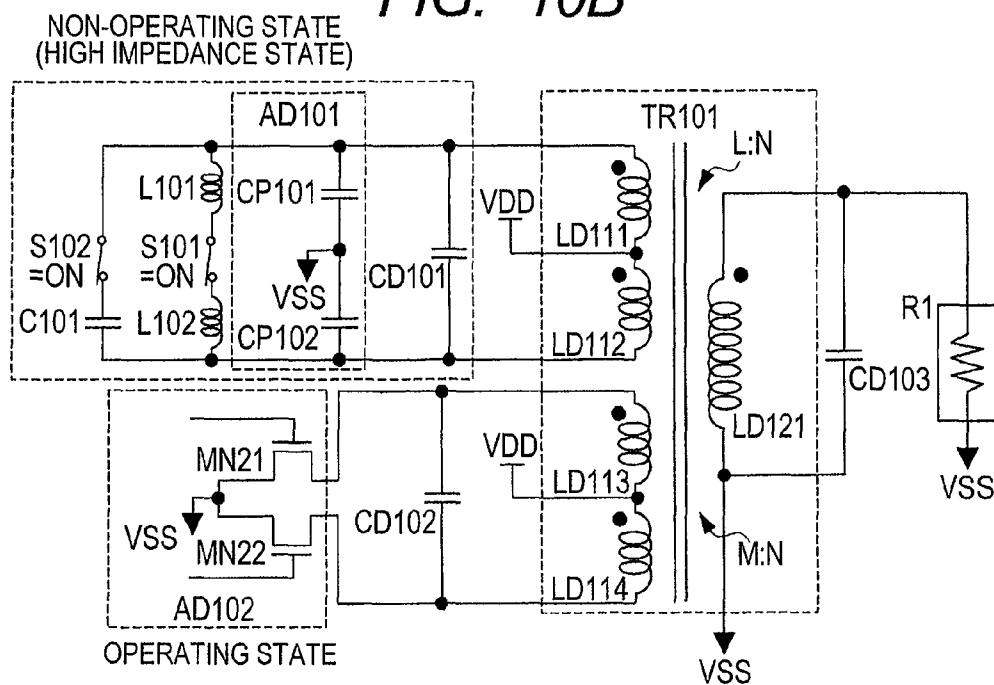 FIG. 10B
NON-OPERATING STATE
(HIGH IMPEDANCE STATE)
AD101
TR101
L:N
L101
CP101
VDD
LD111
S102
=ON
S101
=ON
VSS
CD101
C101
L102
CP102
LD112
R1
CD103
LD121
MN21
VDD
LD113
VSS
CD102
VSS
MN22
M:N
LD114
AD102
OPERATING STATE
VSS